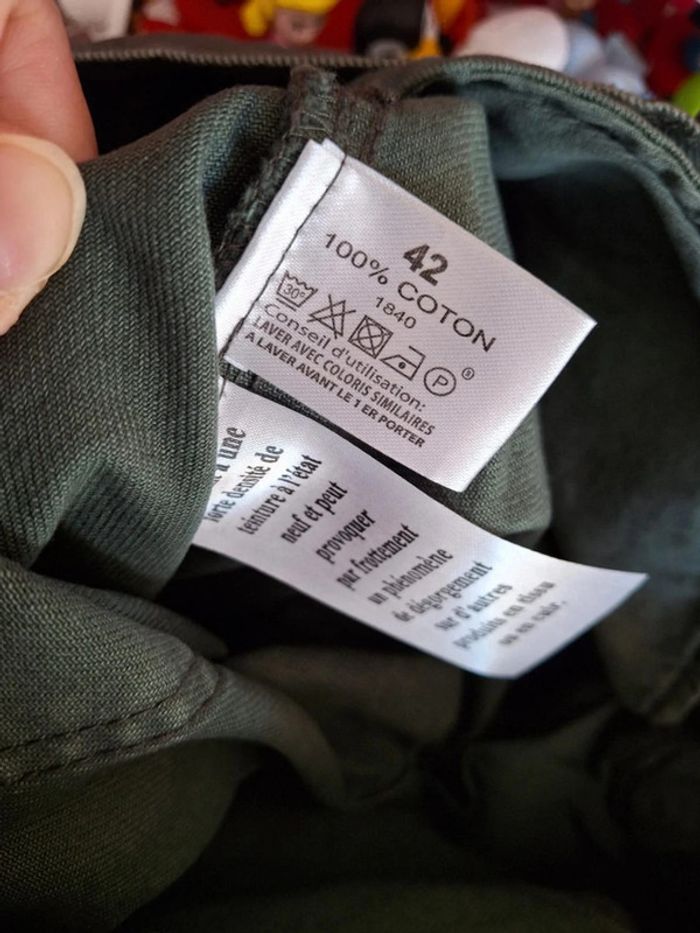 42
100% COTON
1840
30°
P
Conseil d'utilisation:
LAVER AVEC COLORIS SIMILAIRES
A LAVER AVANT LE 1 ER PORTER
une
forte densité de
teinture à l'état
neuf et peut
provoquer
par frottement
un phénomène
de dégorgement
sur d'autres
produits en tissu
ou en cuir.